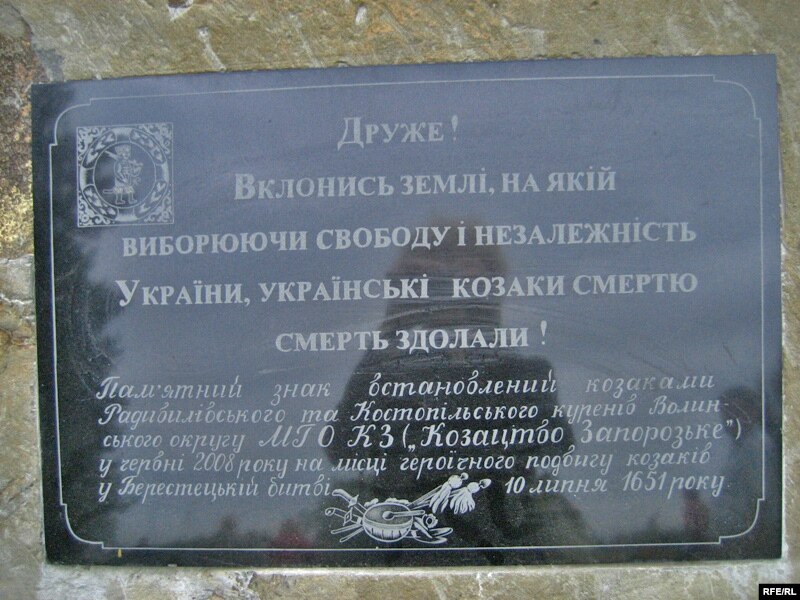 Друже!
Вклонись землі, на якій
виборюючи свободу і незалежність
України, українські козаки смертю
смерть здолали!
Пам'ятний знак встановлений козаками
Радивилівського та Костопільського куренів Волин-
ського округу МГО КЗ („Козацтво Запорозьке")
у червні 2008 року на місці героїчного подвигу козаків
у Берестецькій битві 10 липня 1651 року.
RFE/RL